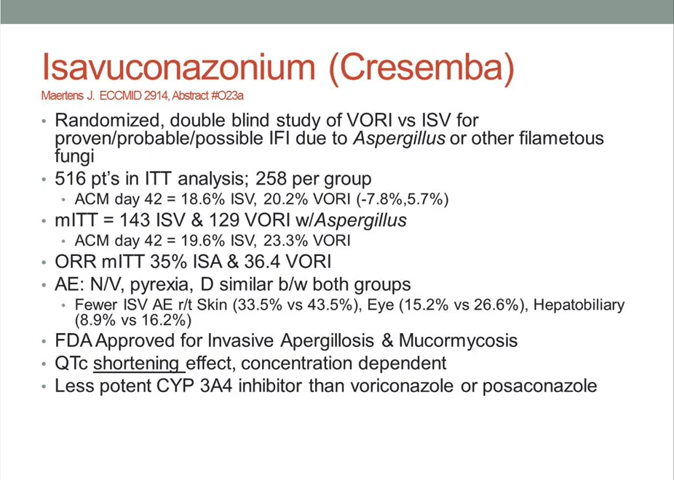 Isavuconazonium (Cresemba)
Maertens J. ECCMID 2914, Abstract #O23a
• Randomized, double blind study of VORI vs ISV for
proven/probable/possible IFI due to Aspergillus or other filametous
fungi
• 516 pt's in ITT analysis; 258 per group
• ACM day 42 = 18.6% ISV, 20.2% VORI (-7.8%,5.7%)
• mITT = 143 ISV & 129 VORI w/Aspergillus
• ACM day 42 = 19.6% ISV, 23.3% VORI
• ORR mITT 35% ISA & 36.4 VORI
• AE: N/V, pyrexia, D similar b/w both groups
• Fewer ISV AE r/t Skin (33.5% vs 43.5%), Eye (15.2% vs 26.6%), Hepatobiliary
(8.9% vs 16.2%)
• FDA Approved for Invasive Apergillosis & Mucormycosis
• QTc shortening effect, concentration dependent
• Less potent CYP 3A4 inhibitor than voriconazole or posaconazole